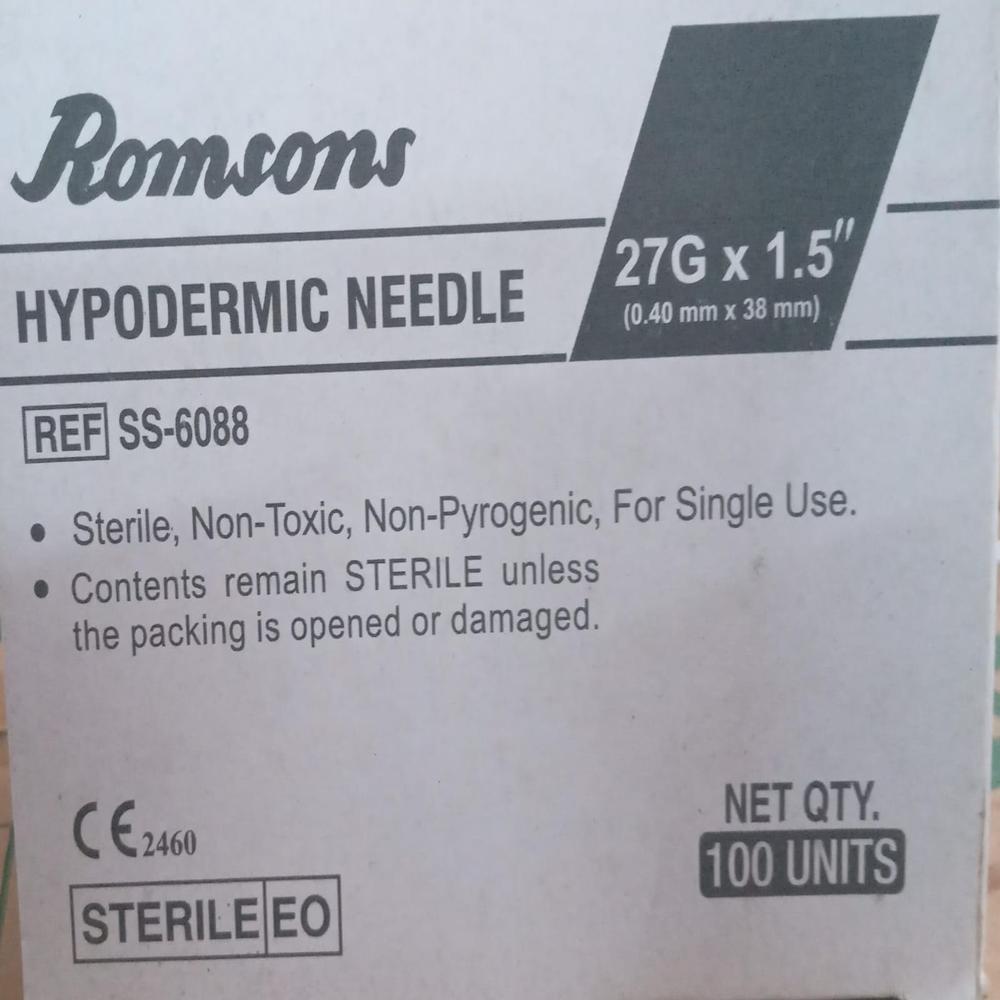 Romsons
27G x 1.5"
(0.40 mm x 38 mm)
HYPODERMIC NEEDLE
REF SS-6088
• Sterile, Non-Toxic, Non-Pyrogenic, For Single Use.
• Contents remain STERILE unless
the packing is opened or damaged.
CE 2460
NET QTY.
100 UNITS
STERILE EO